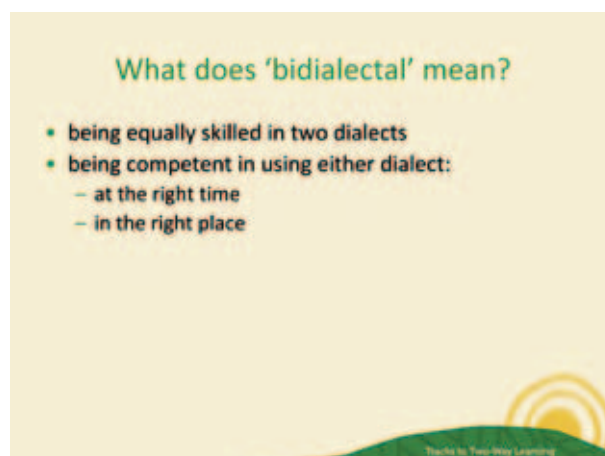 What does ‘bidialectal’ mean?
• being equally skilled in two dialects
• being competent in using either dialect:
– at the right time
– in the right place
Tracks to Two-Way Learning